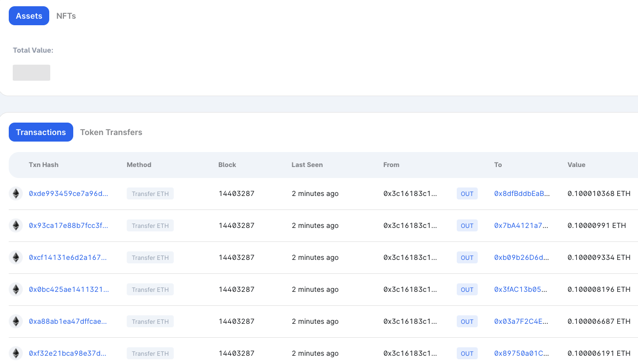 Assets NFTs
Total Value:
Transactions Token Transfers
Txn Hash Method Block Last Seen From To Value
0xde993459ce7a96d... Transfer ETH 14403287 2 minutes ago 0x3c16183c1... OUT 0x8dfBddbEaB... 0.100010368 ETH
0x93ca17e88b7fcc3f... Transfer ETH 14403287 2 minutes ago 0x3c16183c1... OUT 0x7bA4121a7... 0.10000991 ETH
0xcf14131e6d2a167... Transfer ETH 14403287 2 minutes ago 0x3c16183c1... OUT 0xb09b26D6d... 0.100009334 ETH
0x0bc425ae1411321... Transfer ETH 14403287 2 minutes ago 0x3c16183c1... OUT 0x3fAC13b05... 0.100008196 ETH
0xa88ab1ea47dffcae... Transfer ETH 14403287 2 minutes ago 0x3c16183c1... OUT 0x03a7F2C4E... 0.100006687 ETH
0xf32e21bca98e37d... Transfer ETH 14403287 2 minutes ago 0x3c16183c1... OUT 0x89750a01C... 0.100006191 ETH